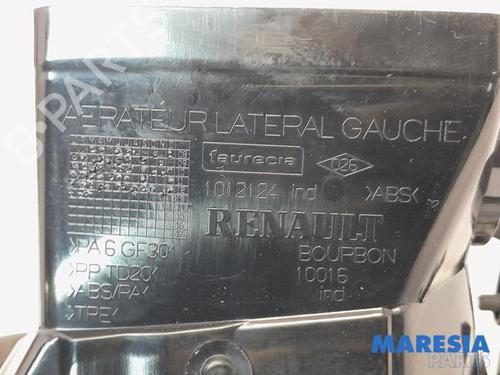 AERATEUR LATERAL GAUCHE
faurecia 026
1012124 ind >ABS<
RENAULT
>PA 6 GF30< BOURBON
>PP TD20< 10016
>ABS/PA< ind
>TPE<
B-PARTS
MARESIA
PARTS